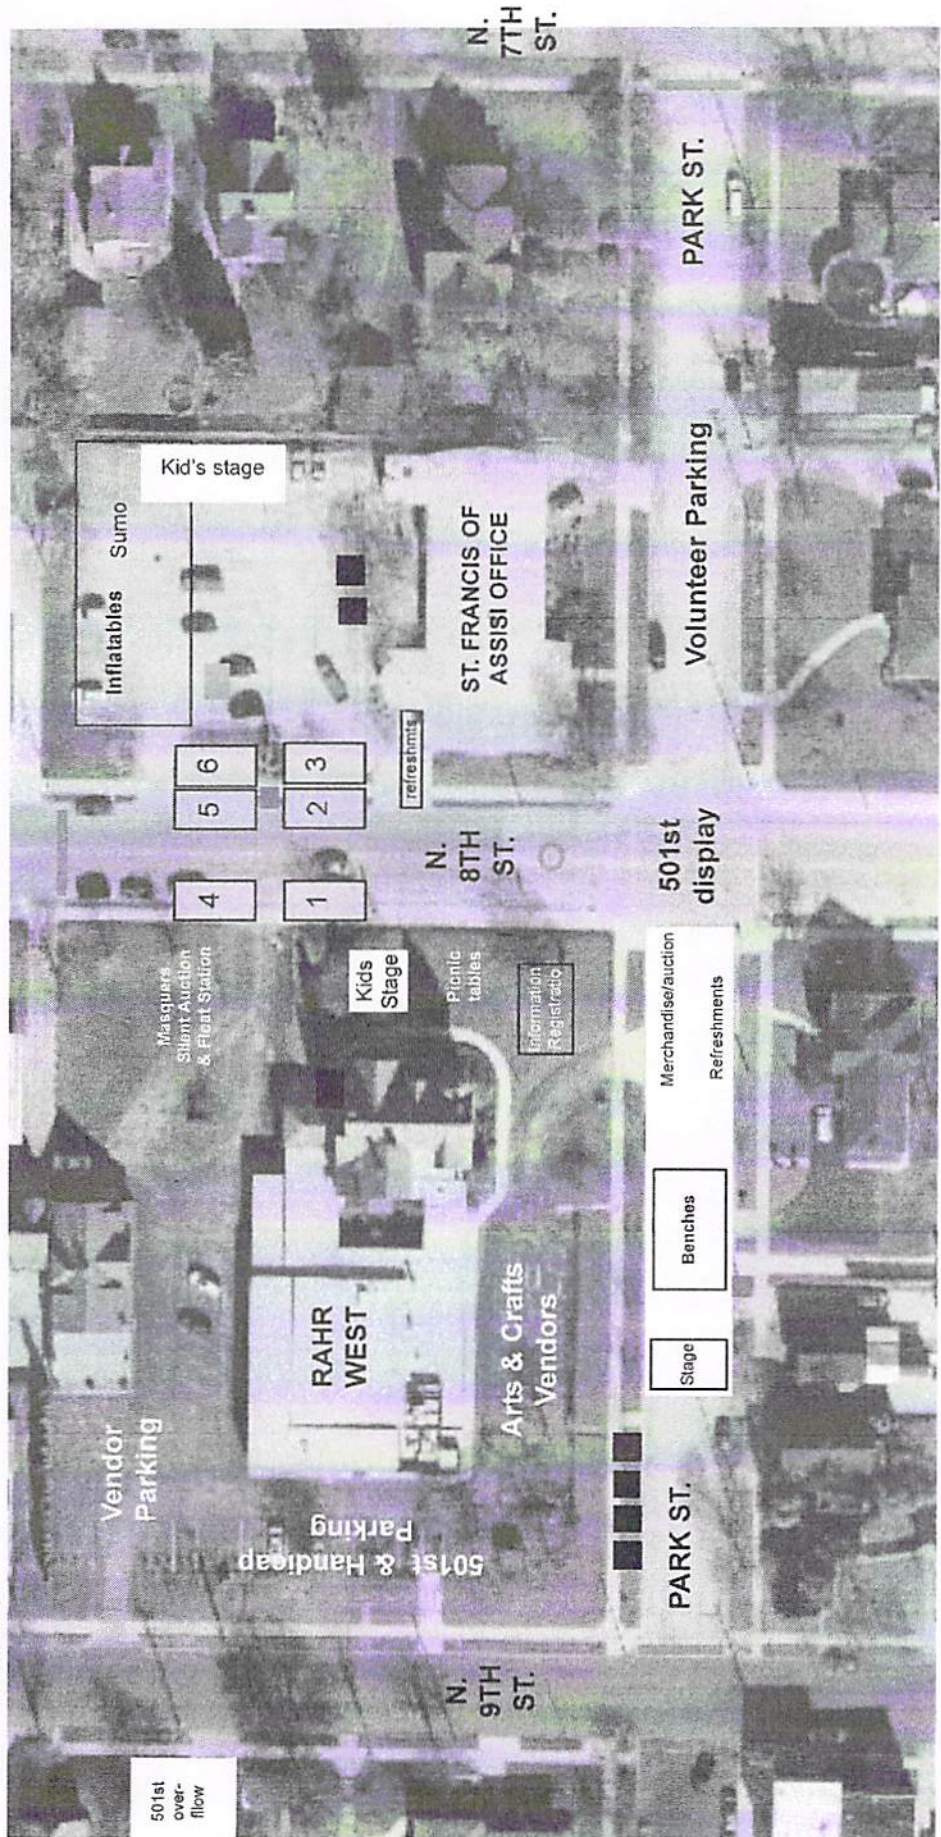 N.
7TH
ST.
PARK ST.
Kid's stage
Sumo
Inflatables
ST. FRANCIS OF
ASSISI OFFICE
Volunteer Parking
6
3
5
2
refreshmts
N.
8TH
ST.
501st
display
4
1
Masquers
Silent Auction
& Float Station
Kids
Stage
Picnic
tables
Information
Registratio
Merchandise/auction
Refreshments
Benches
Stage
RAHR
WEST
Arts & Crafts
Vendors
Vendor
Parking
501st & Handicap
Parking
PARK ST.
N.
9TH
ST.
501st
over-
fllow